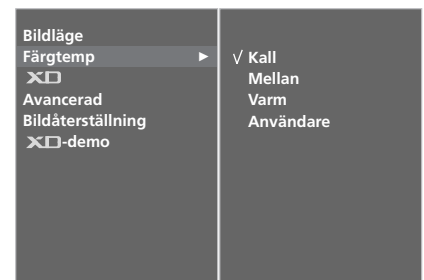 Bildläge
Färgtemp ►
XD
Avancerad
Bildåterställning
XD-demo
√ Kall
Mellan
Varm
Användare